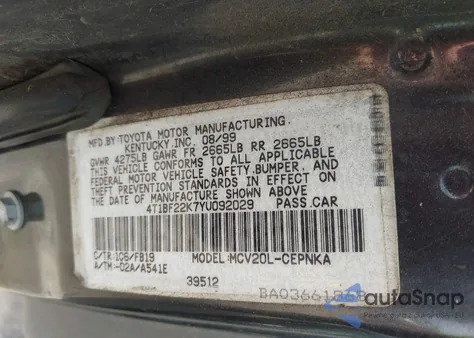 MFD.BY:TOYOTA MOTOR MANUFACTURING,
KENTUCKY,INC. 08/99
GVWR 4275LB GAWR FR 2665LB RR 2665LB
THIS VEHICLE CONFORMS TO ALL APPLICABLE
FEDERAL MOTOR VEHICLE SAFETY,BUMPER, AND
THEFT PREVENTION STANDARDS IN EFFECT ON
THE DATE OF MANUFACTURE SHOWN ABOVE
4T1BF22K7YU092029 PASS.CAR
C/TR:1C6/FB19 MODEL:MCV20L-CEPNKA
A/TM:-02A/A541E
39512
autoSnap